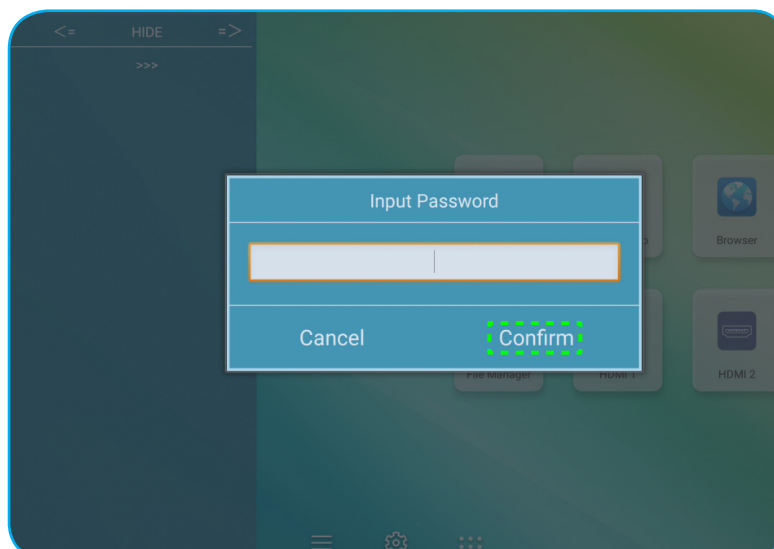 <= HIDE =>
>>>
Input Password
Browser
Cancel Confirm
File Manager HDMI 1 HDMI 2